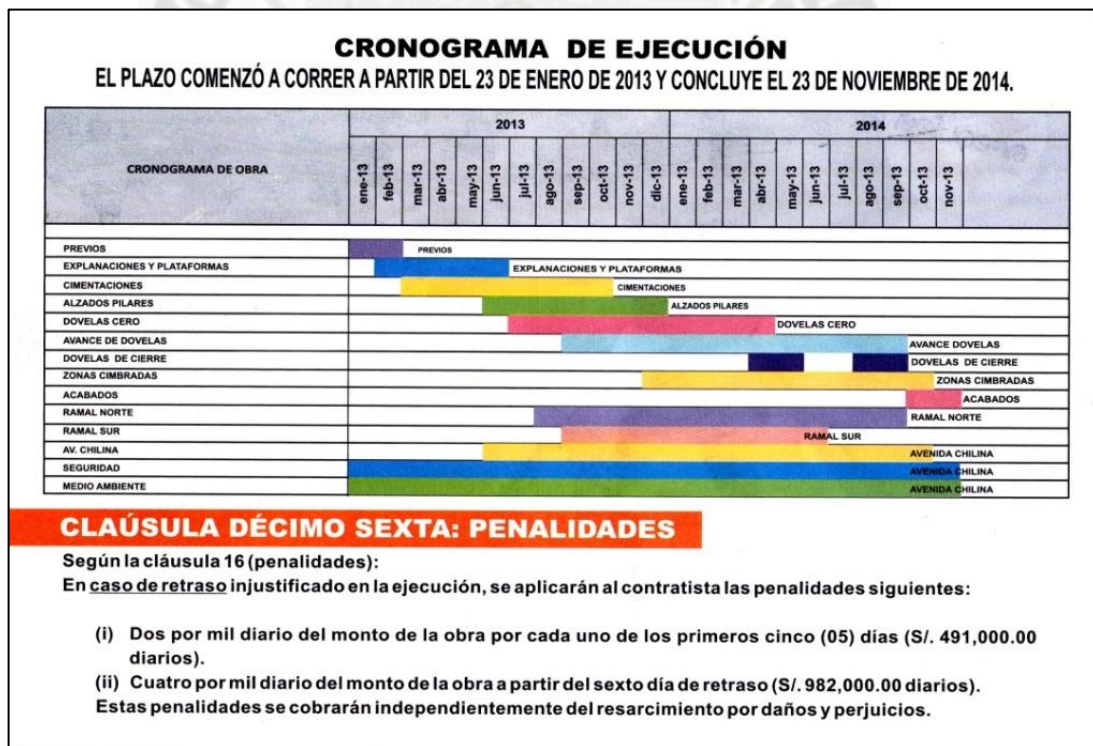 CRONOGRAMA DE EJECUCIÓN
EL PLAZO COMENZÓ A CORRER A PARTIR DEL 23 DE ENERO DE 2013 Y CONCLUYE EL 23 DE NOVIEMBRE DE 2014.
CRONOGRAMA DE OBRA
2013 2014
ene-13 feb-13 mar-13 abr-13 may-13 jun-13 jul-13 ago-13 sep-13 oct-13 nov-13 dic-13 ene-13 feb-13 mar-13 abr-13 may-13 jun-13 jul-13 ago-13 sep-13 oct-13 nov-13
PREVIOS PREVIOS
EXPLANACIONES Y PLATAFORMAS EXPLANACIONES Y PLATAFORMAS
CIMENTACIONES CIMENTACIONES
ALZADOS PILARES ALZADOS PILARES
DOVELAS CERO DOVELAS CERO
AVANCE DE DOVELAS AVANCE DOVELAS
DOVELAS DE CIERRE DOVELAS DE CIERRE
ZONAS CIMBRADAS ZONAS CIMBRADAS
ACABADOS ACABADOS
RAMAL NORTE RAMAL NORTE
RAMAL SUR RAMAL SUR
AV. CHILINA AVENIDA CHILINA
SEGURIDAD AVENIDA CHILINA
MEDIO AMBIENTE AVENIDA CHILINA
CLAÚSULA DÉCIMO SEXTA: PENALIDADES
Según la cláusula 16 (penalidades):
En caso de retraso injustificado en la ejecución, se aplicarán al contratista las penalidades siguientes:
(i) Dos por mil diario del monto de la obra por cada uno de los primeros cinco (05) días (S/. 491,000.00
diarios).
(ii) Cuatro por mil diario del monto de la obra a partir del sexto día de retraso (S/. 982,000.00 diarios).
Estas penalidades se cobrarán independientemente del resarcimiento por daños y perjuicios.